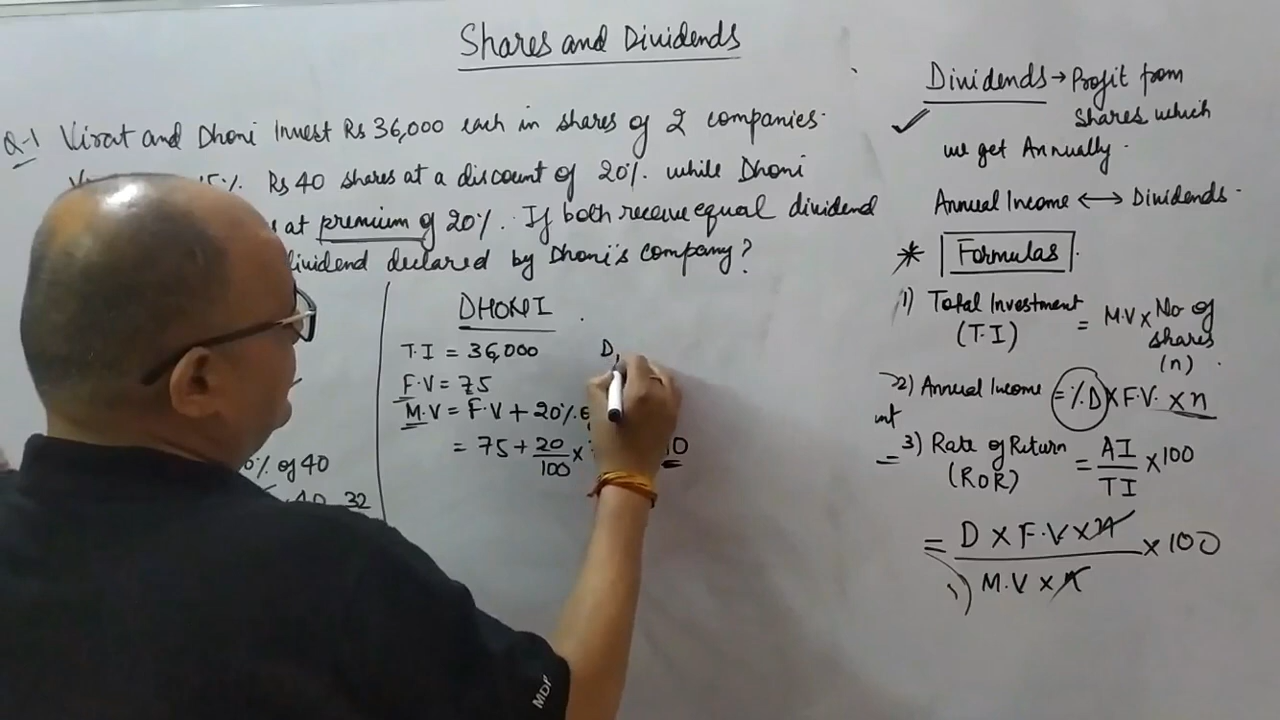 Shares and Dividends
Q-1 Virat and Dhoni Invest Rs 36,000 each in shares of 2 companies.
15% Rs 40 shares at a discount of 20%. while Dhoni
at premium of 20%. If both receive equal dividend
dividend declared by Dhoni's company?
% of 40
32
DHONI
T.I = 36,000
F.V = 75
M.V = F.V + 20%
= 75 + 20/100 ×
D
Dividends → Profit from
shares which
we get Annually.
Annual Income ↔ Dividends.
* Formulas
1) Total Investment (T.I) = M.V × No of shares (n)
2) Annual Income = % D × F.V. × n
3) Rate of Return (ROR) = AI/TI × 100
= D × F.V × n / M.V × n × 100
MDP